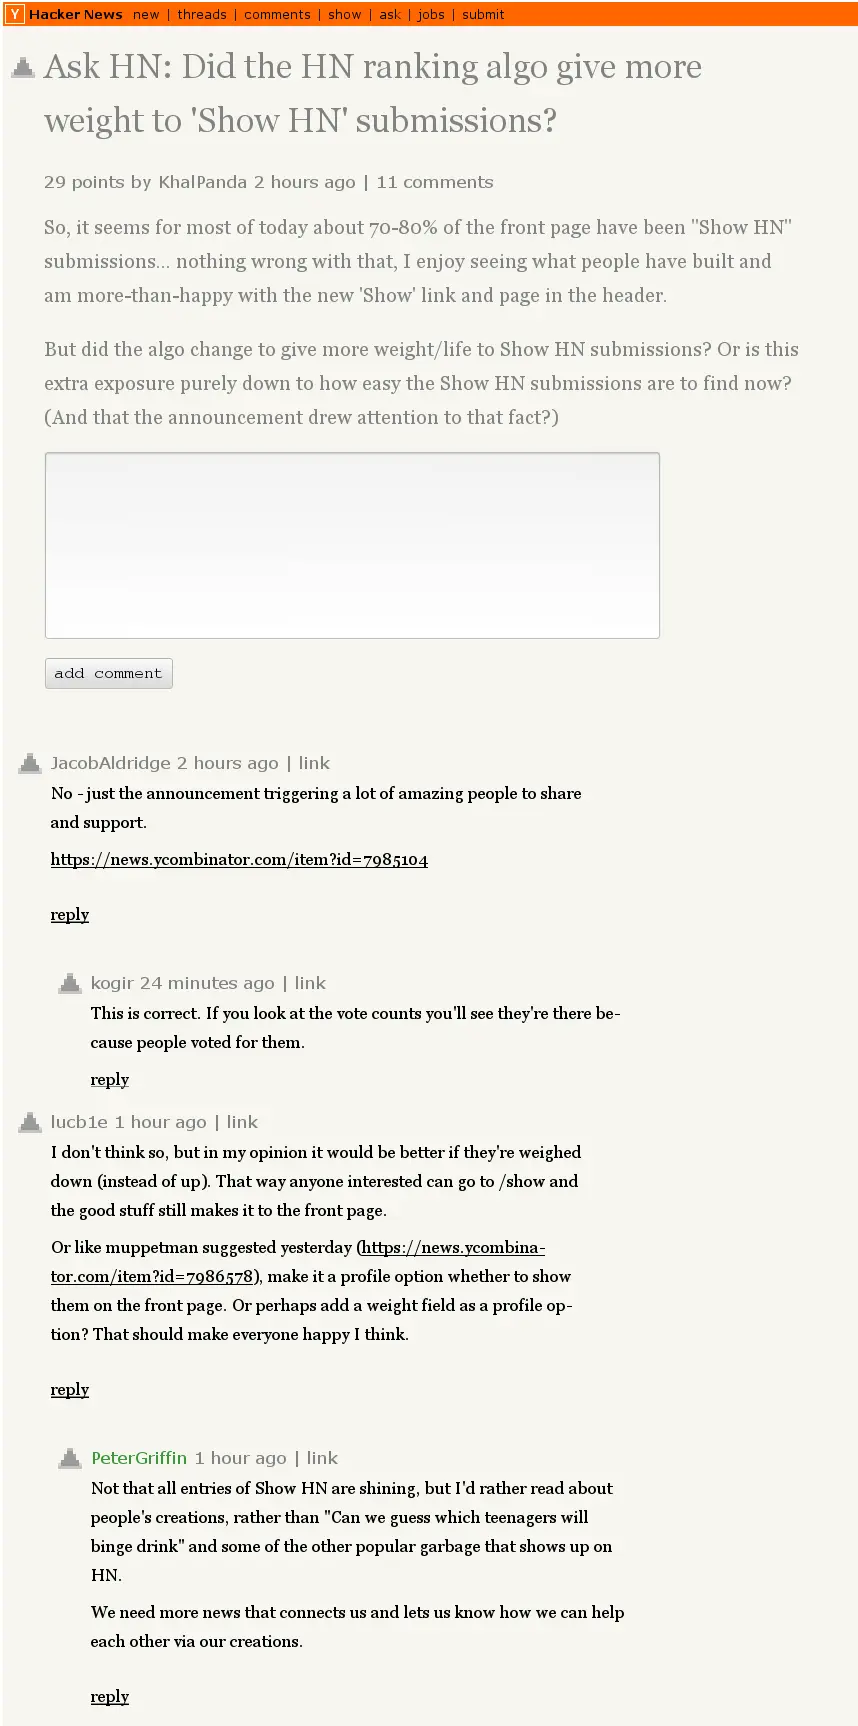 Y Hacker News new | threads | comments | show | ask | jobs | submit
Ask HN: Did the HN ranking algo give more
weight to 'Show HN' submissions?
29 points by KhalPanda 2 hours ago | 11 comments
So, it seems for most of today about 70-80% of the front page have been "Show HN"
submissions... nothing wrong with that, I enjoy seeing what people have built and
am more-than-happy with the new 'Show' link and page in the header.
But did the algo change to give more weight/life to Show HN submissions? Or is this
extra exposure purely down to how easy the Show HN submissions are to find now?
(And that the announcement drew attention to that fact?)
add comment
JacobAldridge 2 hours ago | link
No - just the announcement triggering a lot of amazing people to share
and support.
https://news.ycombinator.com/item?id=7985104
reply
kogir 24 minutes ago | link
This is correct. If you look at the vote counts you'll see they're there be-
cause people voted for them.
reply
lucb1e 1 hour ago | link
I don't think so, but in my opinion it would be better if they're weighed
down (instead of up). That way anyone interested can go to /show and
the good stuff still makes it to the front page.
Or like muppetman suggested yesterday (https://news.ycombina-
tor.com/item?id=7986578), make it a profile option whether to show
them on the front page. Or perhaps add a weight field as a profile op-
tion? That should make everyone happy I think.
reply
PeterGriffin 1 hour ago | link
Not that all entries of Show HN are shining, but I'd rather read about
people's creations, rather than "Can we guess which teenagers will
binge drink" and some of the other popular garbage that shows up on
HN.
We need more news that connects us and lets us know how we can help
each other via our creations.
reply